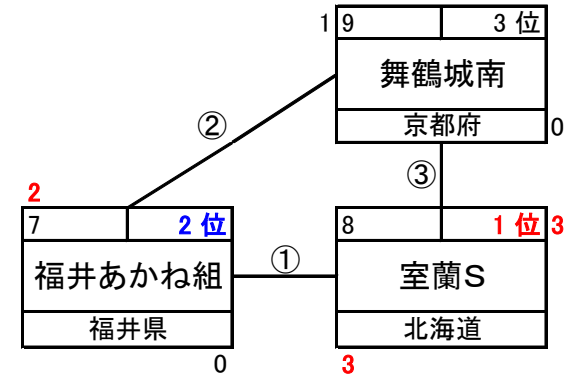 1 9 3 位
舞鶴城南
京都府 0
②
③
2
7 2 位
8 1 位 3
福井あかね組
①
室蘭S
福井県
北海道
0
3